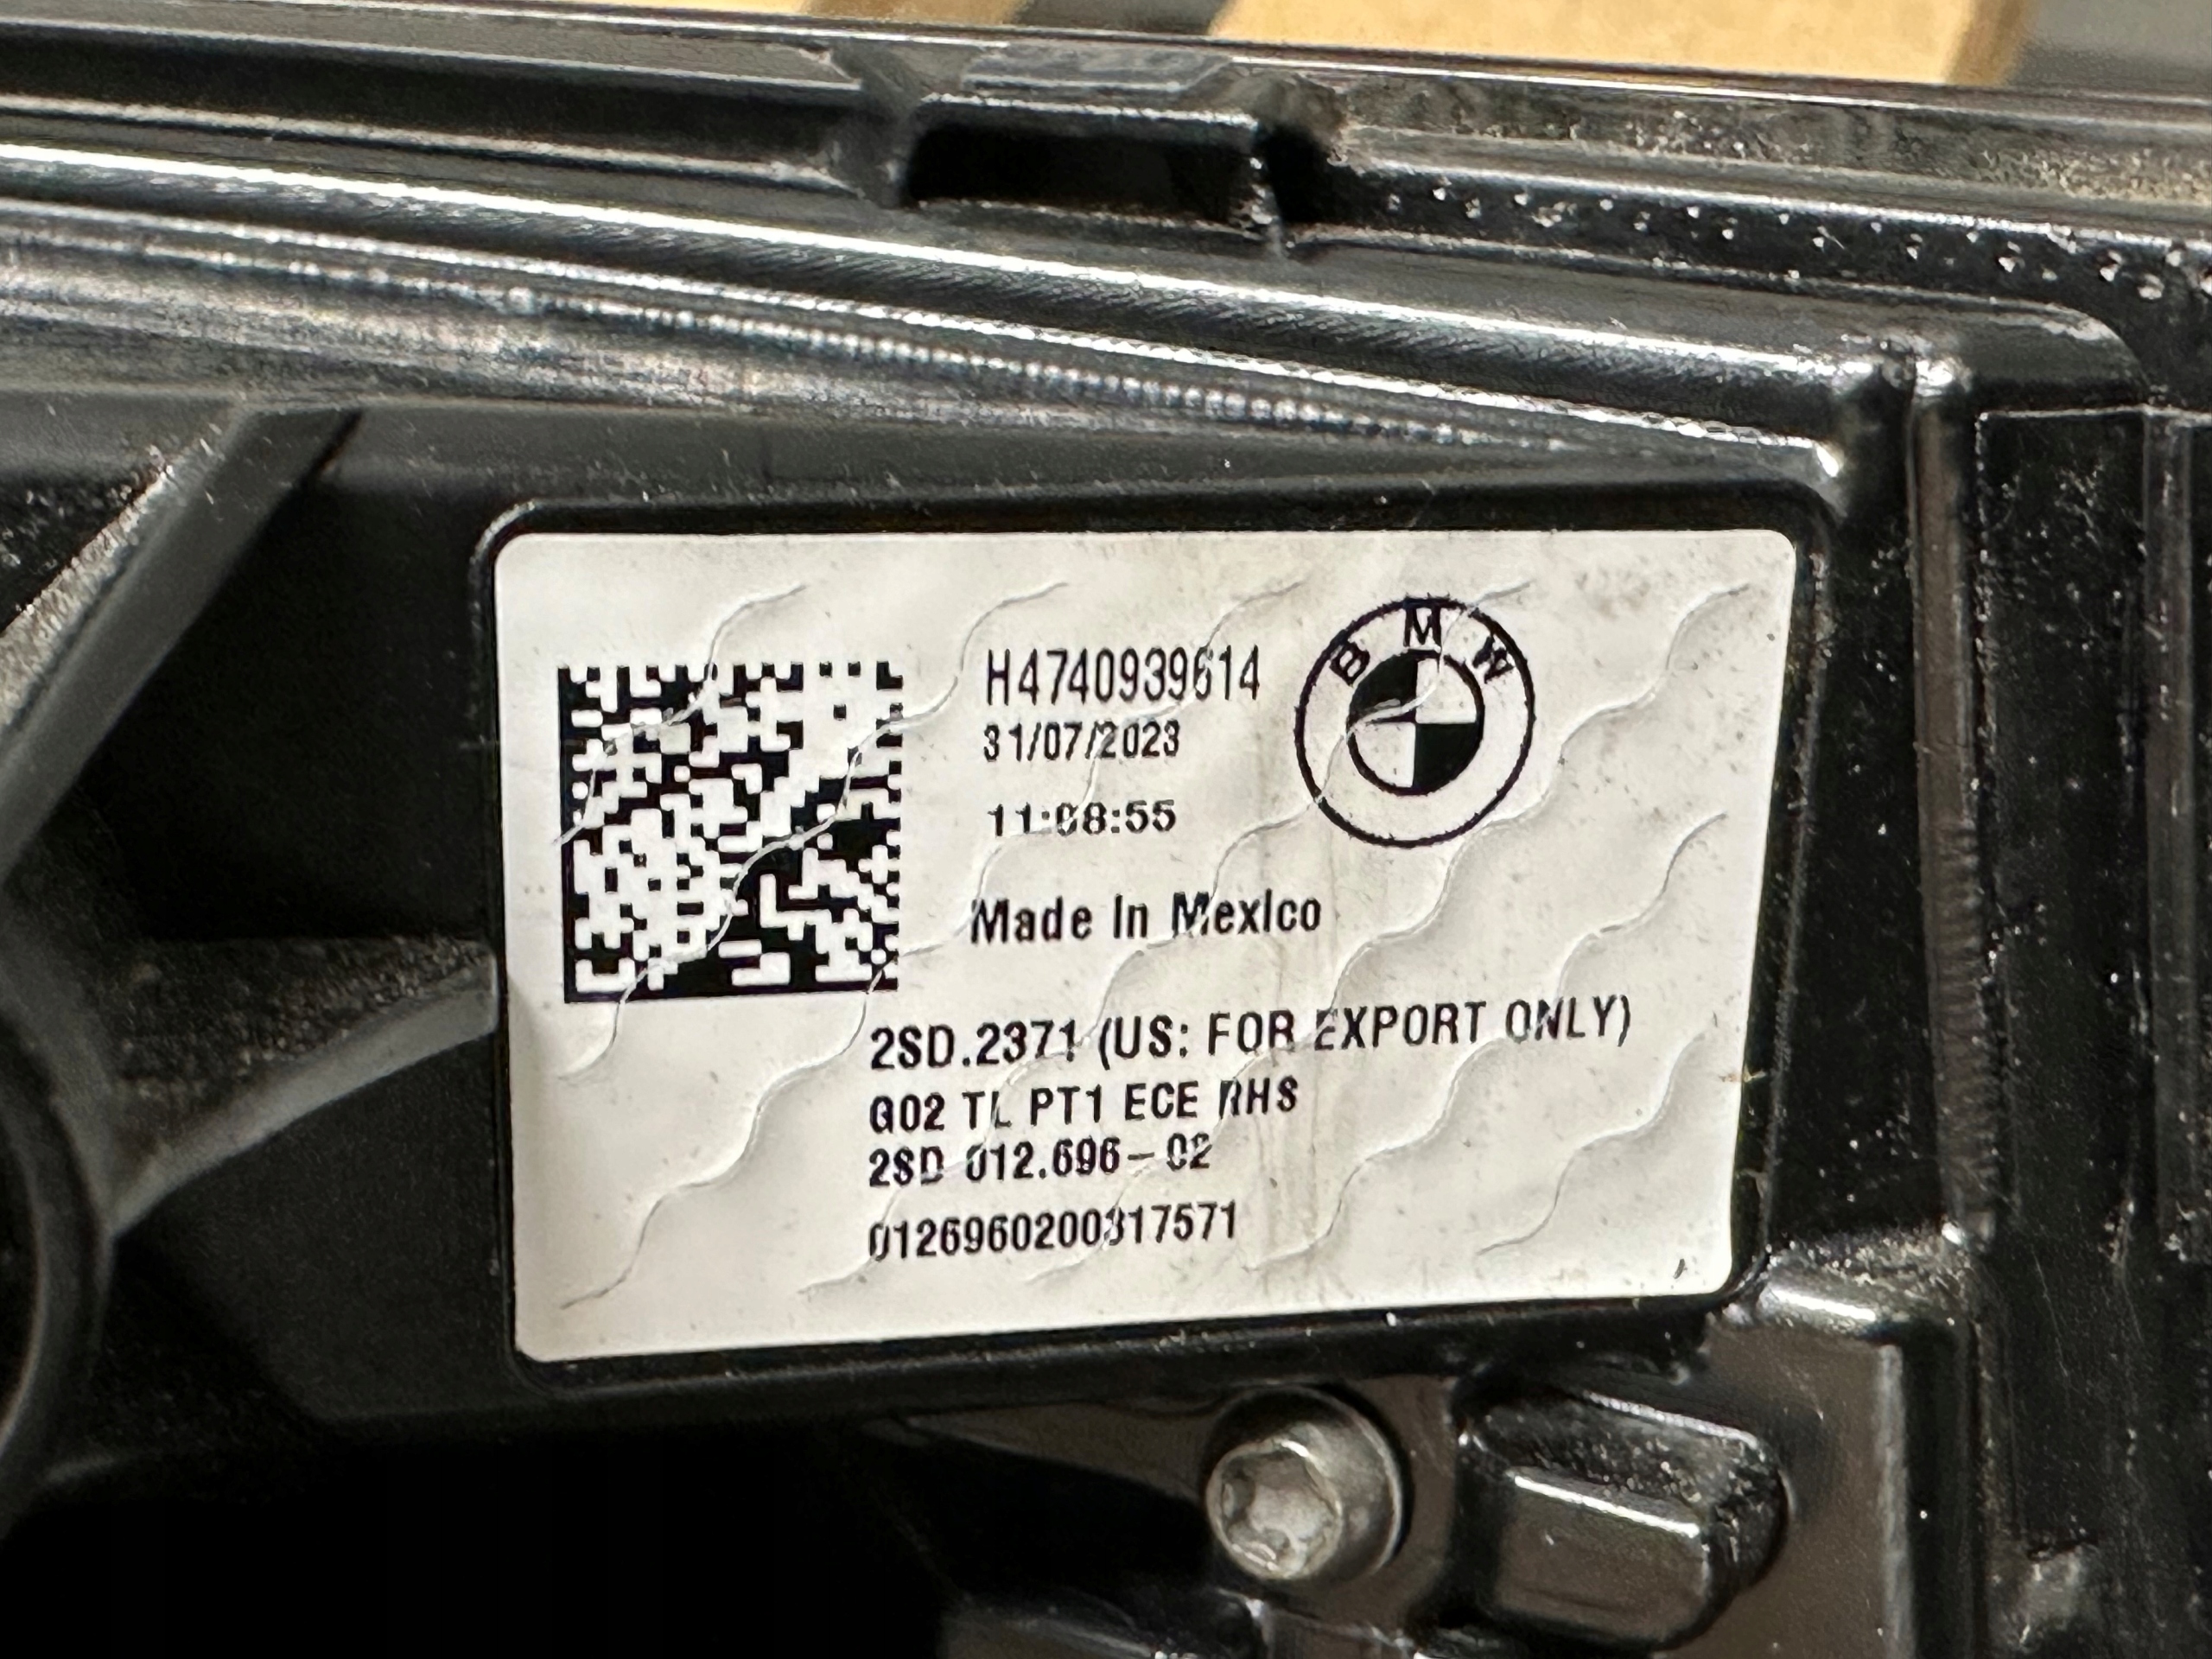 H4740939614
BMW
31/07/2023
11:08:55
Made In Mexico
2SD.2371 (US: FOR EXPORT ONLY)
G02 TL PT1 ECE RHS
2SD 012.696-02
0126960200317571